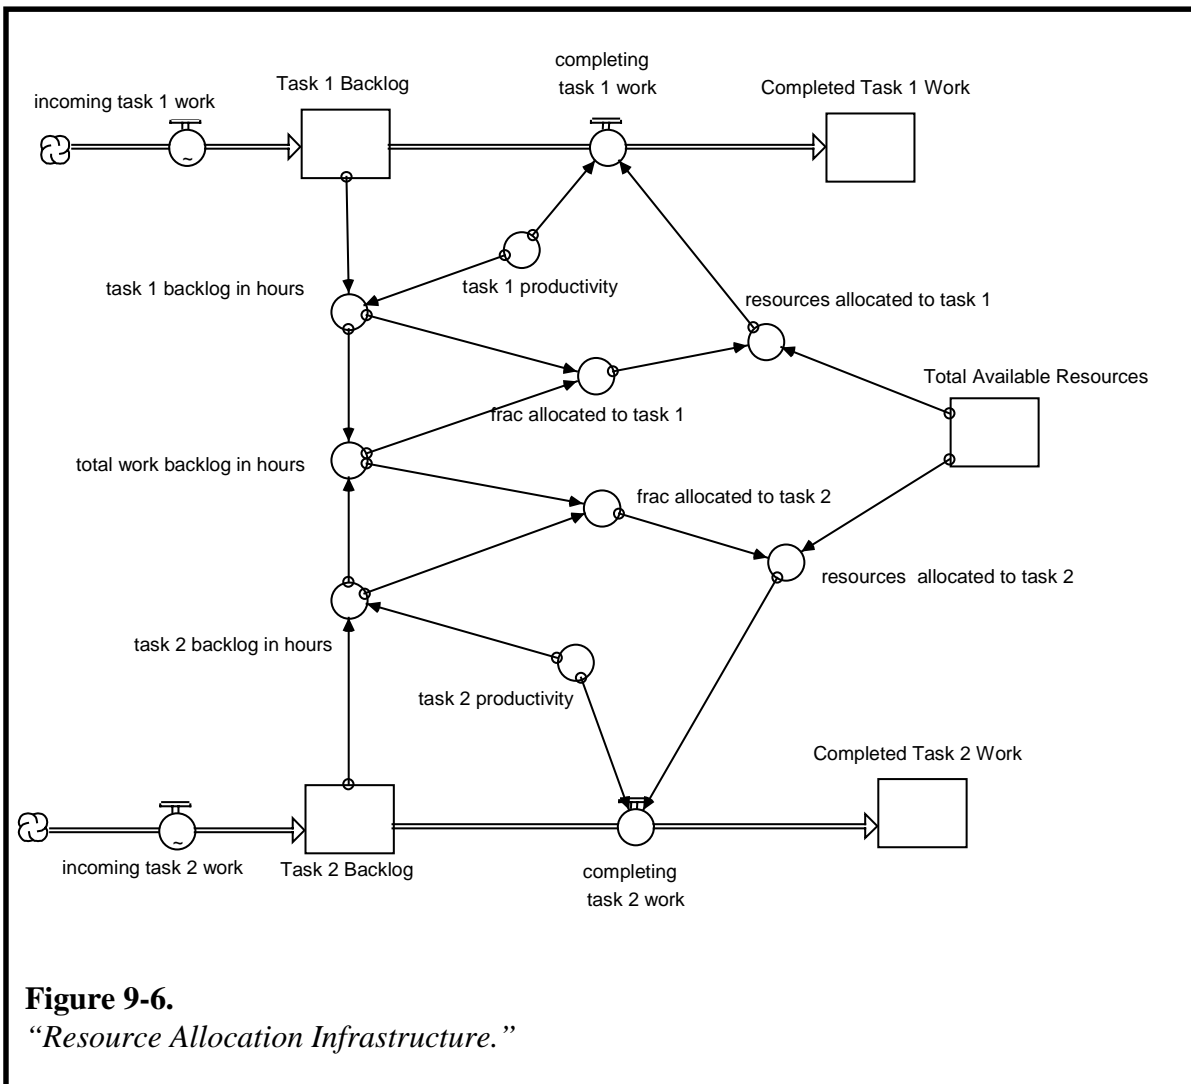 completing
task 1 work
Task 1 Backlog
Completed Task 1 Work
incoming task 1 work
~
task 1 backlog in hours
task 1 productivity
resources allocated to task 1
Total Available Resources
frac allocated to task 1
total work backlog in hours
frac allocated to task 2
resources  allocated to task 2
task 2 backlog in hours
task 2 productivity
Completed Task 2 Work
~
incoming task 2 work
Task 2 Backlog
completing
task 2 work
Figure 9-6.
“Resource Allocation Infrastructure.”